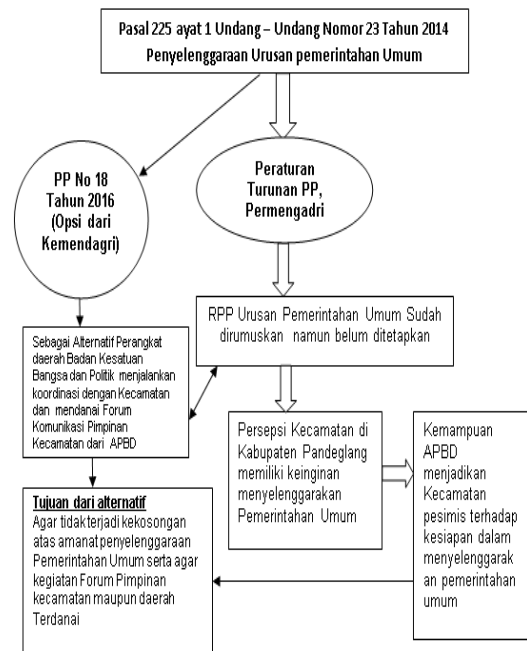 Pasal 225 ayat 1 Undang – Undang Nomor 23 Tahun 2014
Penyelenggaraan Urusan pemerintahan Umum
PP No 18
Tahun 2016
(Opsi dari
Kemendagri)
Peraturan
Turunan PP,
Permengadri
RPP Urusan Pemerintahan Umum Sudah
dirumuskan namun belum ditetapkan
Sebagai Alternatif Perangkat
daerah Badan Kesatuan
Bangsa dan Politik menjalankan
koordinasi dengan Kecamatan
dan mendanai Forum
Komunikasi Pimpinan
Kecamatan dari APBD
Persepsi Kecamatan di
Kabupaten Pandeglang
memiliki keinginan
menyelenggarakan
Pemerintahan Umum
Kemampuan
APBD
menjadikan
Kecamatan
pesimis terhadap
kesiapan dalam
menyelenggarak
an pemerintahan
umum
Tujuan dari alternatif
Agar tidak terjadi kekosongan
atas amanat penyelenggaraan
Pemerintahan Umum serta agar
kegiatan Forum Pimpinan
kecamatan maupun daerah
Terdanai